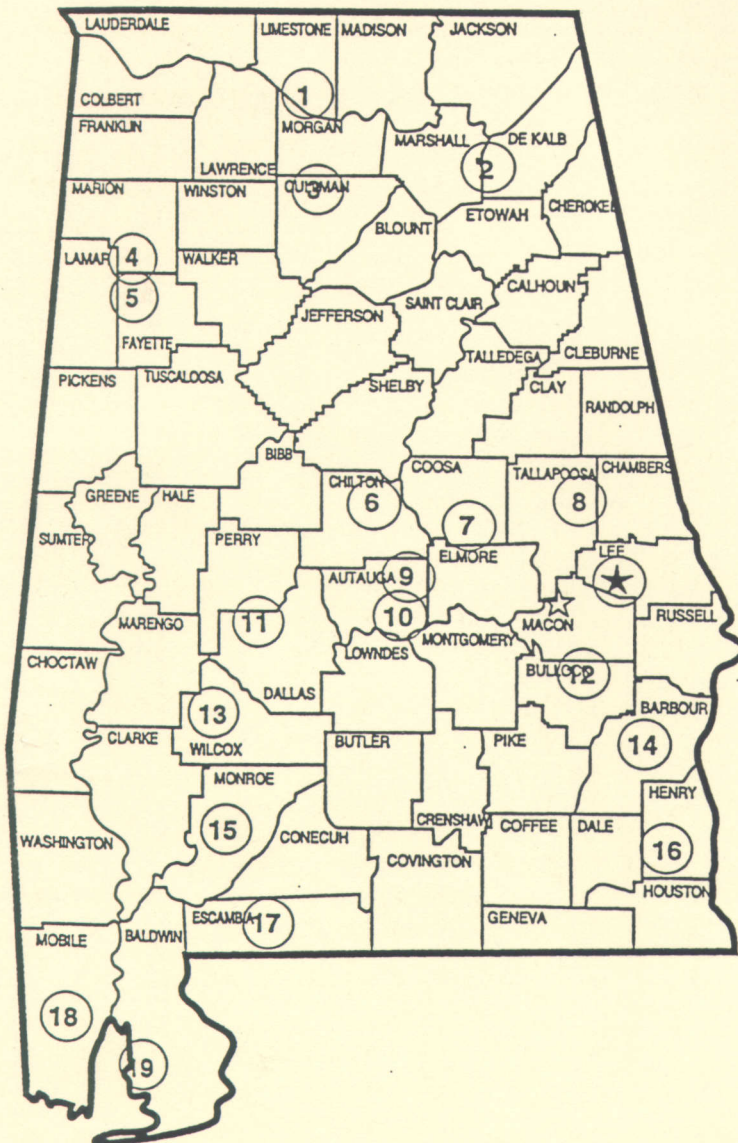 LAUDERDALE LIMESTONE MADISON JACKSON
COLBERT 1
FRANKLIN MORGAN MARSHALL DE KALB
LAWRENCE 2
MARION WINSTON CULLMAN 3 CHEROKEE
BLOUNT ETOWAH
LAMAR 4 WALKER
5 SAINT CLAIR CALHOUN
JEFFERSON
FAYETTE TALLEDEGA CLEBURNE
PICKENS TUSCALOOSA SHELBY CLAY
RANDOLPH
BIBB
COOSA TALLAPOOSA CHAMBERS
CHILTON
GREENE HALE 6 8
7
SUMTER PERRY ELMORE LEE
AUTAUGA 9
10
MARENGO 11 MACON RUSSELL
MONTGOMERY
CHOCTAW LOWNDES BULLOCK
12
DALLAS
13 BARBOUR
CLARKE WILCOX BUTLER PIKE 14
MONROE
HENRY
CRENSHAW COFFEE DALE
15
WASHINGTON CONECUH 16
COVINGTON
HOUSTON
ESCAMBIA 17 GENEVA
MOBILE BALDWIN
18
19